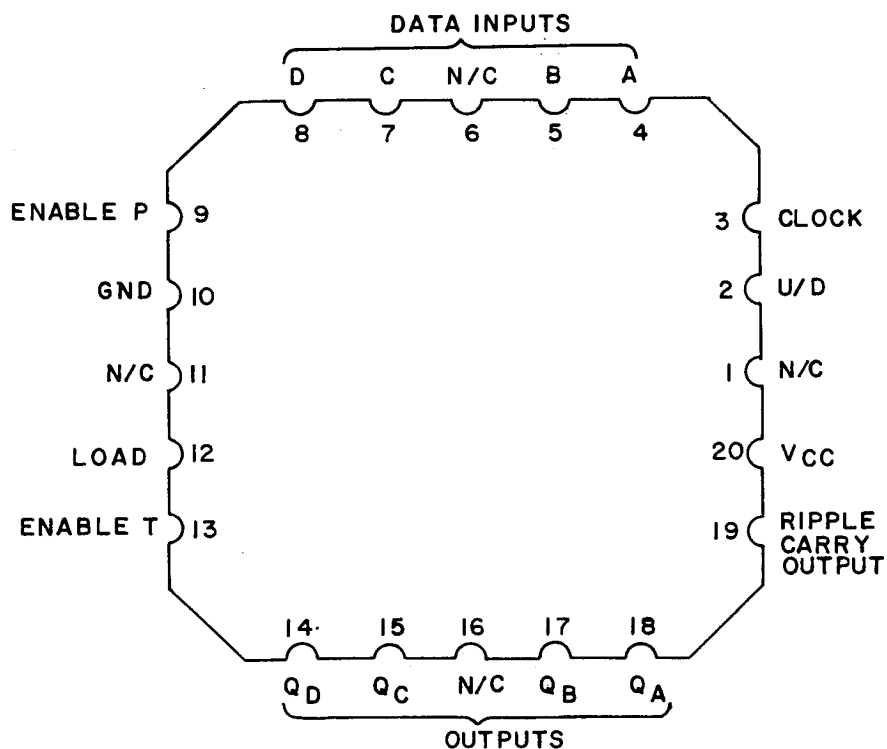 DATA INPUTS
D C N/C B A
8 7 6 5 4
ENABLE P 9
3 CLOCK
GND 10
2 U/D
N/C 11
1 N/C
LOAD 12
20 VCC
ENABLE T 13
19 RIPPLE
CARRY
OUTPUT
14 15 16 17 18
QD QC N/C QB QA
OUTPUTS